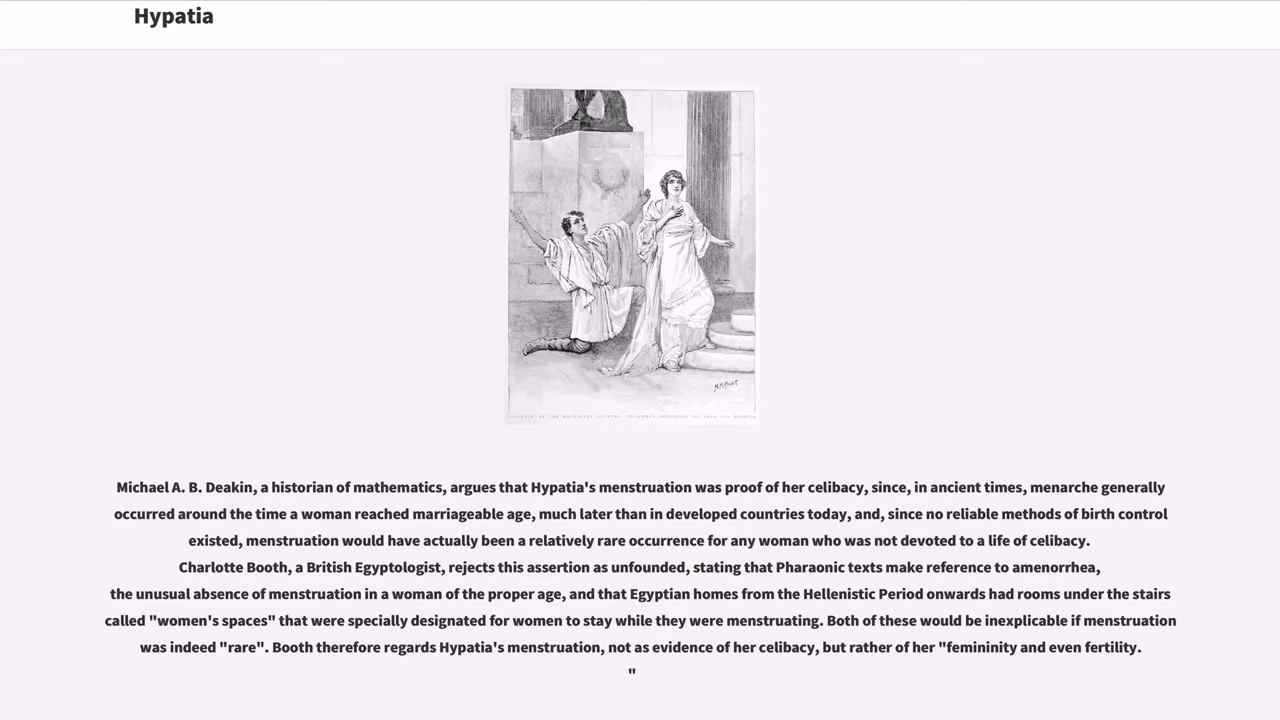 Hypatia
M.M. PAGET
Michael A. B. Deakin, a historian of mathematics, argues that Hypatia's menstruation was proof of her celibacy, since, in ancient times, menarche generally
occurred around the time a woman reached marriageable age, much later than in developed countries today, and, since no reliable methods of birth control
existed, menstruation would have actually been a relatively rare occurrence for any woman who was not devoted to a life of celibacy.
Charlotte Booth, a British Egyptologist, rejects this assertion as unfounded, stating that Pharaonic texts make reference to amenorrhea,
the unusual absence of menstruation in a woman of the proper age, and that Egyptian homes from the Hellenistic Period onwards had rooms under the stairs
called "women's spaces" that were specially designated for women to stay while they were menstruating. Both of these would be inexplicable if menstruation
was indeed "rare". Booth therefore regards Hypatia's menstruation, not as evidence of her celibacy, but rather of her "femininity and even fertility.
"